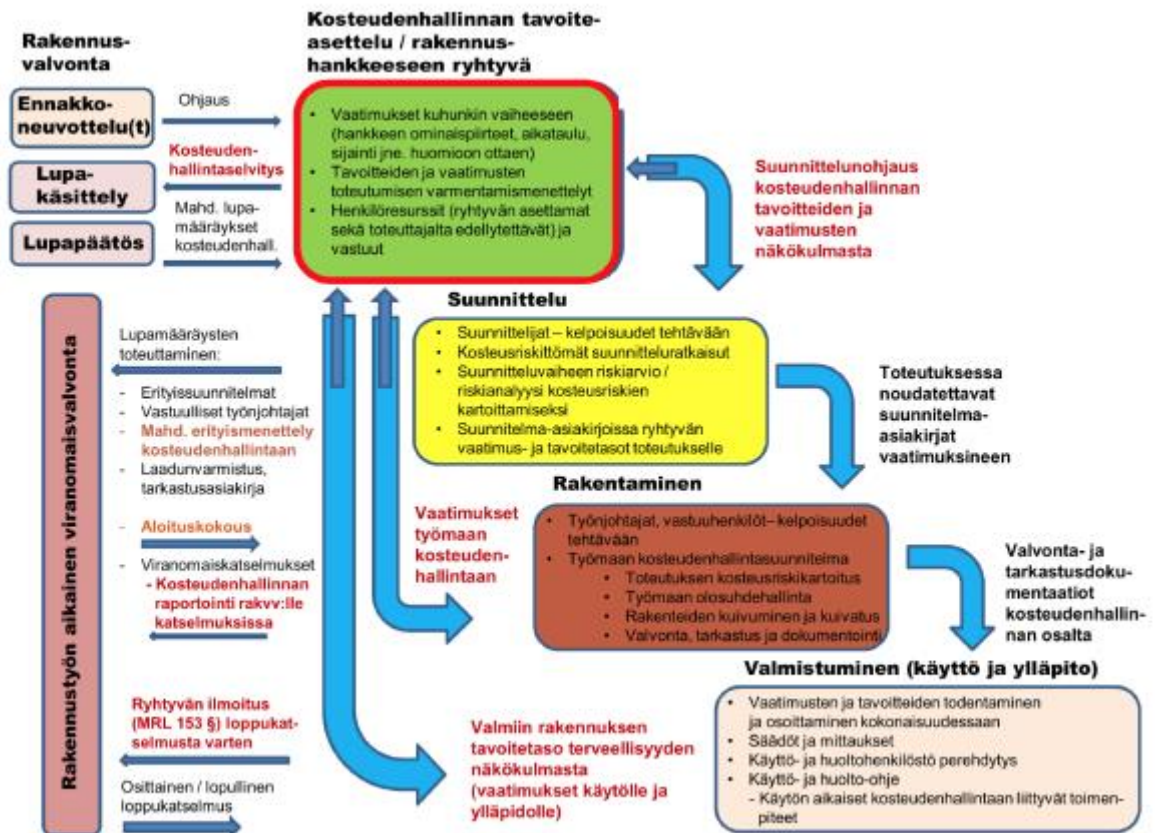 Rakennus-
valvonta
Kosteudenhallinnan tavoite-
asettelu / rakennus-
hankkeeseen ryhtyvä
Ennakko-
neuvottelu(t)
Ohjaus
Kosteuden-
hallintaselvitys
Lupa-
käsittely
Mahd. lupa-
määräykset
kosteudenhall.
Lupapäätös
• Vaatimukset kuhunkin vaiheeseen
(hankkeen ominaispiirteet, aikataulu,
sijainti jne. huomioon ottaen)
• Tavoitteiden ja vaatimusten
toteutumisen varmentamismenettelyt
• Henkilöresurssit (ryhtyvän asettamat
sekä toteuttajalta edellytettävät) ja
vastuut
Suunnittelunohjaus
kosteudenhallinnan
tavoitteiden ja
vaatimusten
näkökulmasta
Suunnittelu
• Suunnittelijat – kelpoisuudet tehtävään
• Kosteusriskittömät suunnitteluratkaisut
• Suunnitteluvaiheen riskiarvio /
riskianalyysi kosteusriskien
kartoittamiseksi
• Suunnitelma-asiakirjoissa ryhtyvän
vaatimus- ja tavoitetasot toteutukselle
Toteutuksessa
noudatettavat
suunnitelma-
asiakirjat
vaatimuksineen
Rakennustyön aikainen viranomaisvalvonta
Lupamääräysten
toteuttaminen:
- Erityissuunnitelmat
- Vastuulliset työnjohtajat
- Mahd. erityismenettely
kosteudenhallintaan
- Laadunvarmistus,
tarkastusasiakirja
- Aloituskokous
- Viranomaiskatselmukset
- Kosteudenhallinnan
raportointi rakvv:lle
katselmuksissa
Ryhtyvän ilmoitus
(MRL 153 §) loppukat-
selmusta varten
Osittainen / lopullinen
loppukatselmus
Vaatimukset
työmaan
kosteuden-
hallintaan
Rakentaminen
• Työnjohtajat, vastuuhenkilöt– kelpoisuudet
tehtävään
• Työmaan kosteudenhallintasuunnitelma
• Toteutuksen kosteusriskikartoitus
• Työmaan olosuhdehallinta
• Rakenteiden kuivuminen ja kuivatus
• Valvonta, tarkastus ja dokumentointi
Valvonta- ja
tarkastusdoku-
mentaatiot
kosteudenhallin-
nan osalta
Valmiin rakennuksen
tavoitetaso terveellisyyden
näkökulmasta
(vaatimukset käytölle ja
ylläpidolle)
Valmistuminen (käyttö ja ylläpito)
• Vaatimusten ja tavoitteiden todentaminen
ja osoittaminen kokonaisuudessaan
• Säädöt ja mittaukset
• Käyttö- ja huoltohenkilöstö perehdytys
• Käyttö- ja huolto-ohje
- Käytön aikaiset kosteudenhallintaan liittyvät toimen-
piteet